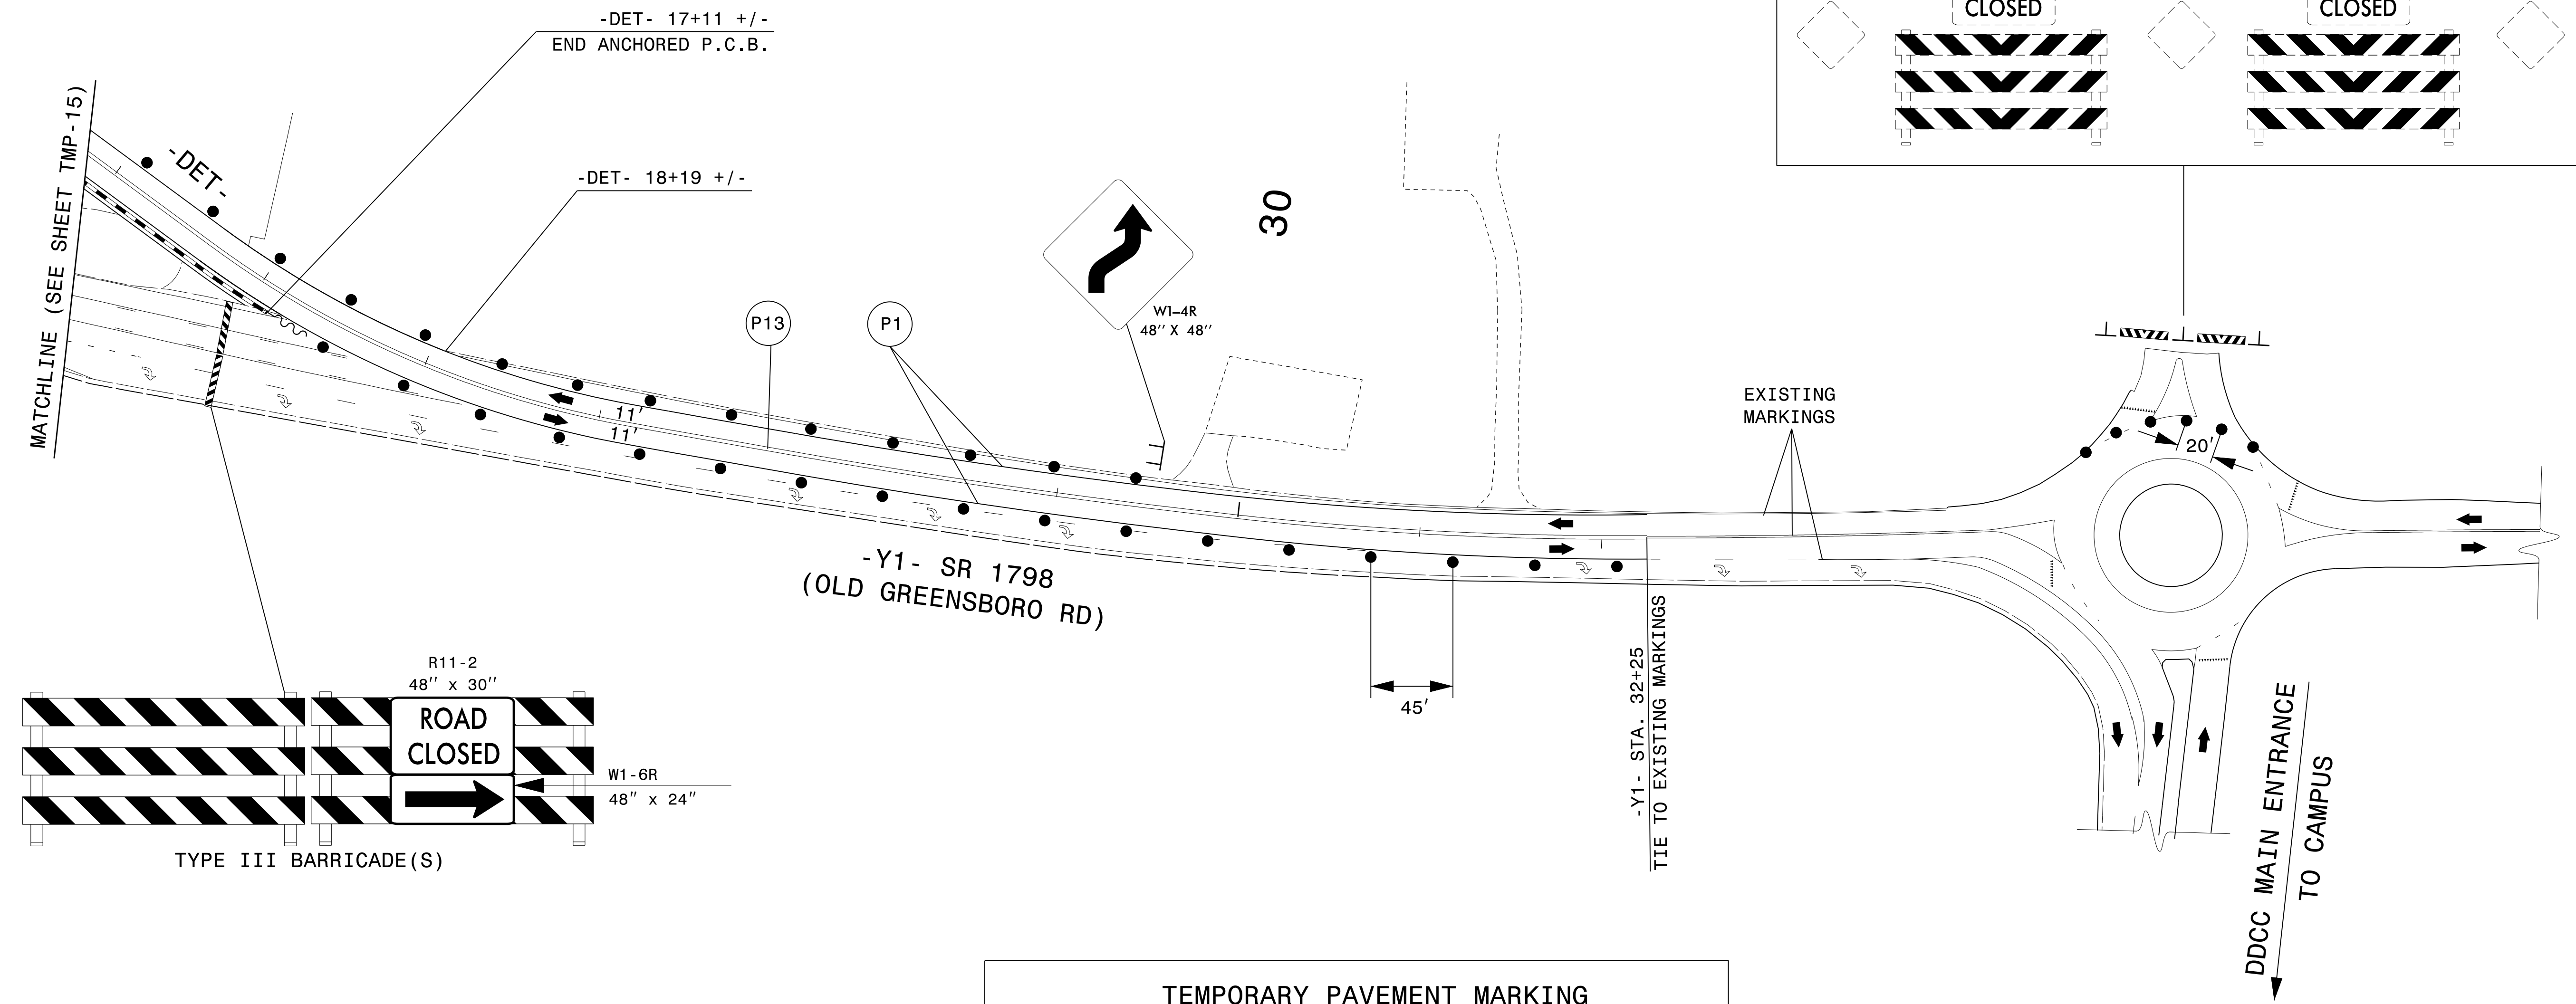 -DET- 17+11 +/-
END ANCHORED P.C.B.
CLOSED
CLOSED
MATCHLINE (SEE SHEET TMP-15)
-DET-
-DET- 18+19 +/-
30
W1-4R
48'' X 48''
P13
P1
11'
11'
EXISTING
MARKINGS
20'
-Y1- SR 1798
(OLD GREENSBORO RD)
45'
-Y1- STA. 32+25
TIE TO EXISTING MARKINGS
R11-2
48'' x 30''
ROAD
CLOSED
W1-6R
48" x 24"
TYPE III BARRICADE(S)
DDCC MAIN ENTRANCE
TO CAMPUS
TEMPORARY PAVEMENT MARKING